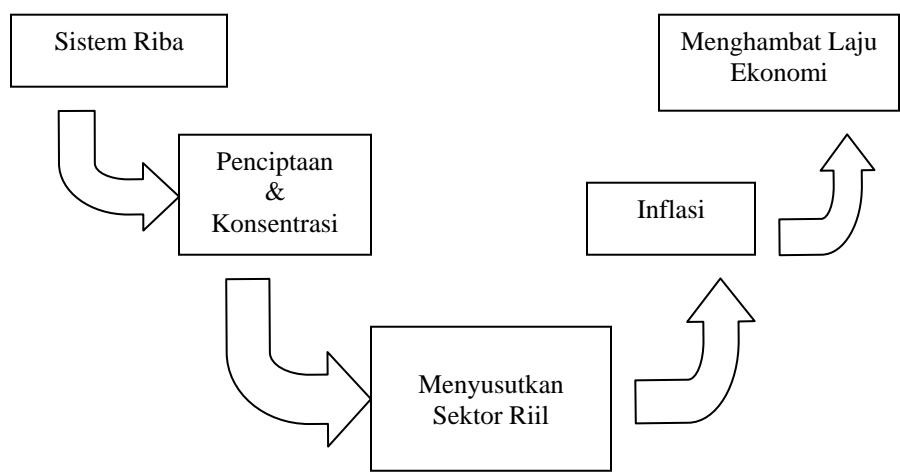 Sistem Riba
Penciptaan
&
Konsentrasi
Menyusutkan
Sektor Riil
Inflasi
Menghambat Laju
Ekonomi